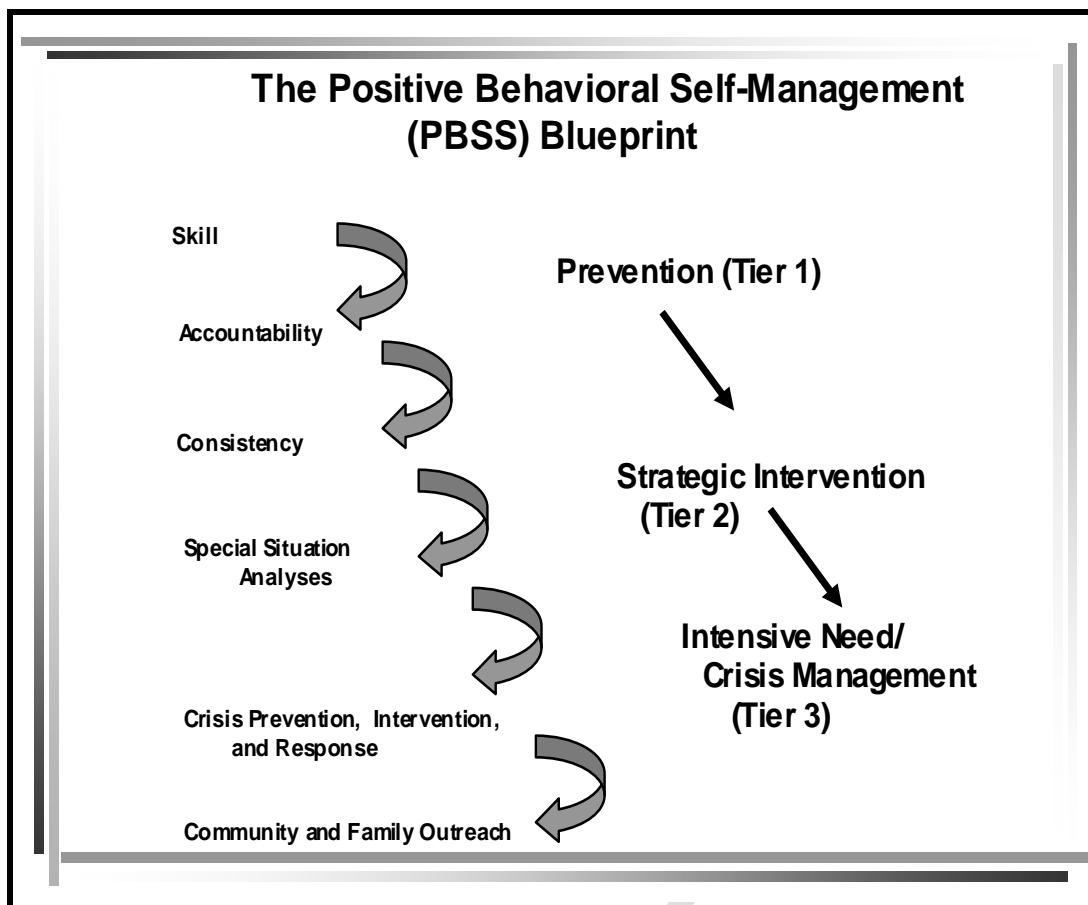 The Positive Behavioral Self-Management
(PBSS) Blueprint
Skill
Accountability
Consistency
Special Situation
Analyses
Crisis Prevention, Intervention,
and Response
Community and Family Outreach
Prevention (Tier 1)
Strategic Intervention
(Tier 2)
Intensive Need/
Crisis Management
(Tier 3)